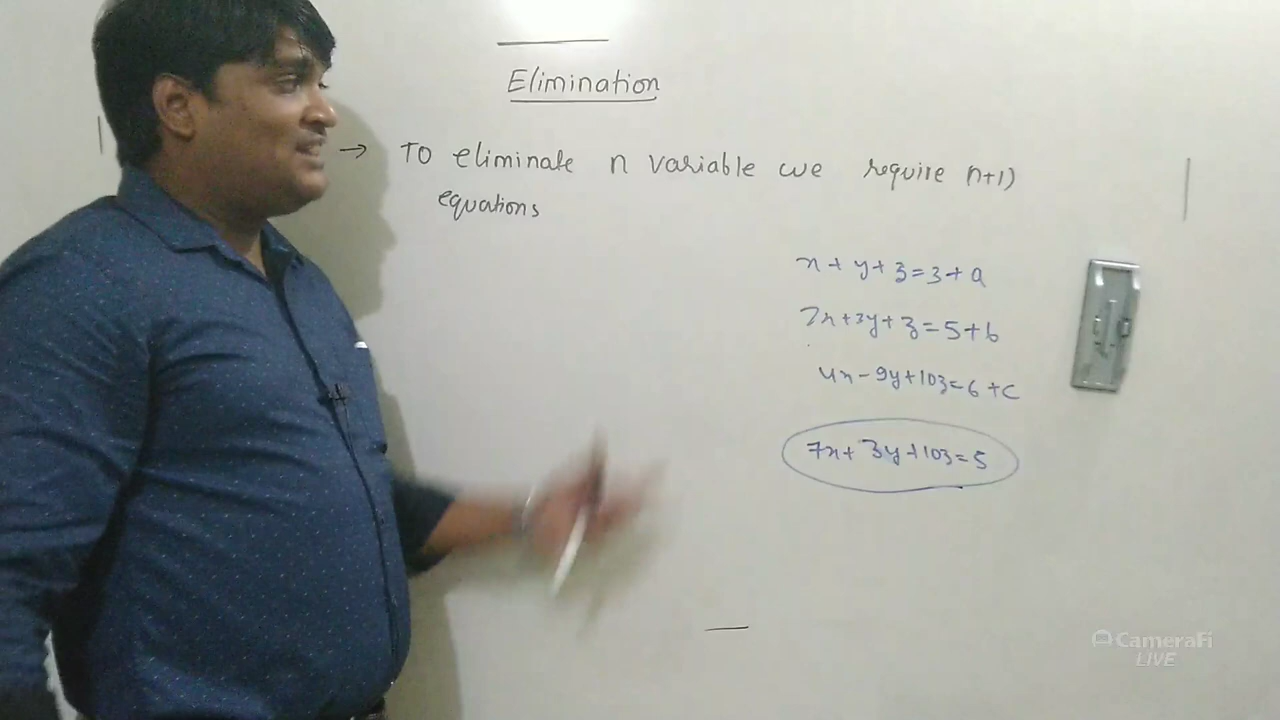 Elimination
→ To eliminate n variable we require n+1)
equations
x + y + z = 3 + a
7x + 3y + z = 5 + b
4x - 9y + 10z = 6 + c
7x + 3y + 10z = 5
CameraFi
LIVE